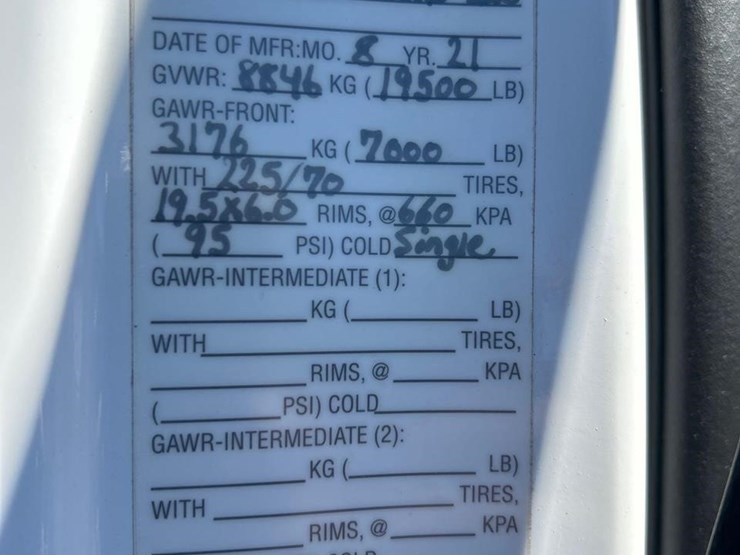 DATE OF MFR:MO. 8 YR. 21
GVWR: 8846 KG (19500 LB)
GAWR-FRONT:
3176 KG (7000 LB)
WITH 225/70 TIRES,
19.5x6.0 RIMS, @ 660 KPA
(95 PSI) COLD Single
GAWR-INTERMEDIATE (1):
KG ( LB)
WITH TIRES,
RIMS, @ KPA
( PSI) COLD
GAWR-INTERMEDIATE (2):
KG ( LB)
WITH TIRES,
RIMS, @ KPA